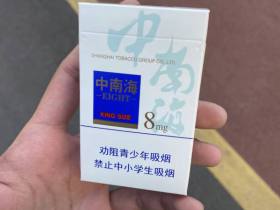 中南海
SHANGHAI TOBACCO GROUP CO., LTD.
中南海
EIGHT
KING SIZE
8mg
劝阻青少年吸烟
禁止中小学生吸烟